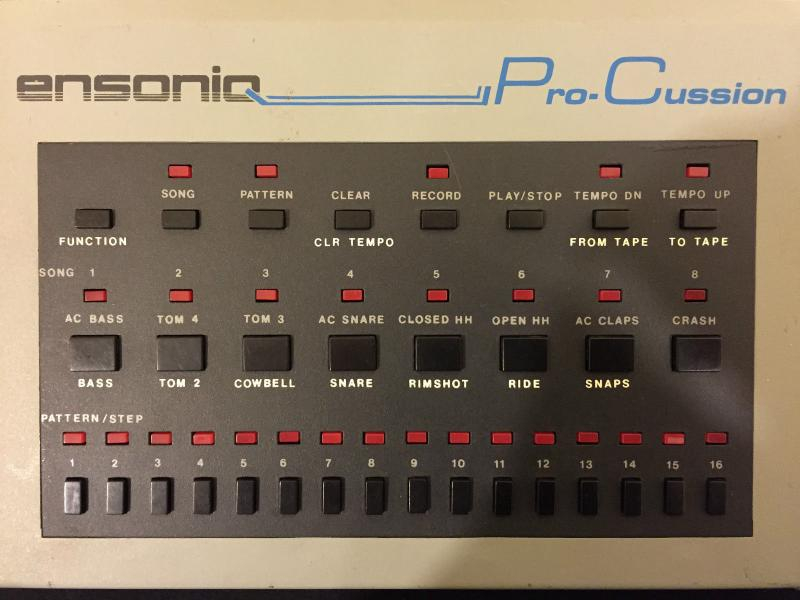 ensoniq Pro-Cussion
SONG PATTERN CLEAR RECORD PLAY/STOP TEMPO DN TEMPO UP
FUNCTION CLR TEMPO FROM TAPE TO TAPE
SONG 1 2 3 4 5 6 7 8
AC BASS TOM 4 TOM 3 AC SNARE CLOSED HH OPEN HH AC CLAPS CRASH
BASS TOM 2 COWBELL SNARE RIMSHOT RIDE SNAPS
PATTERN/STEP
1 2 3 4 5 6 7 8 9 10 11 12 13 14 15 16